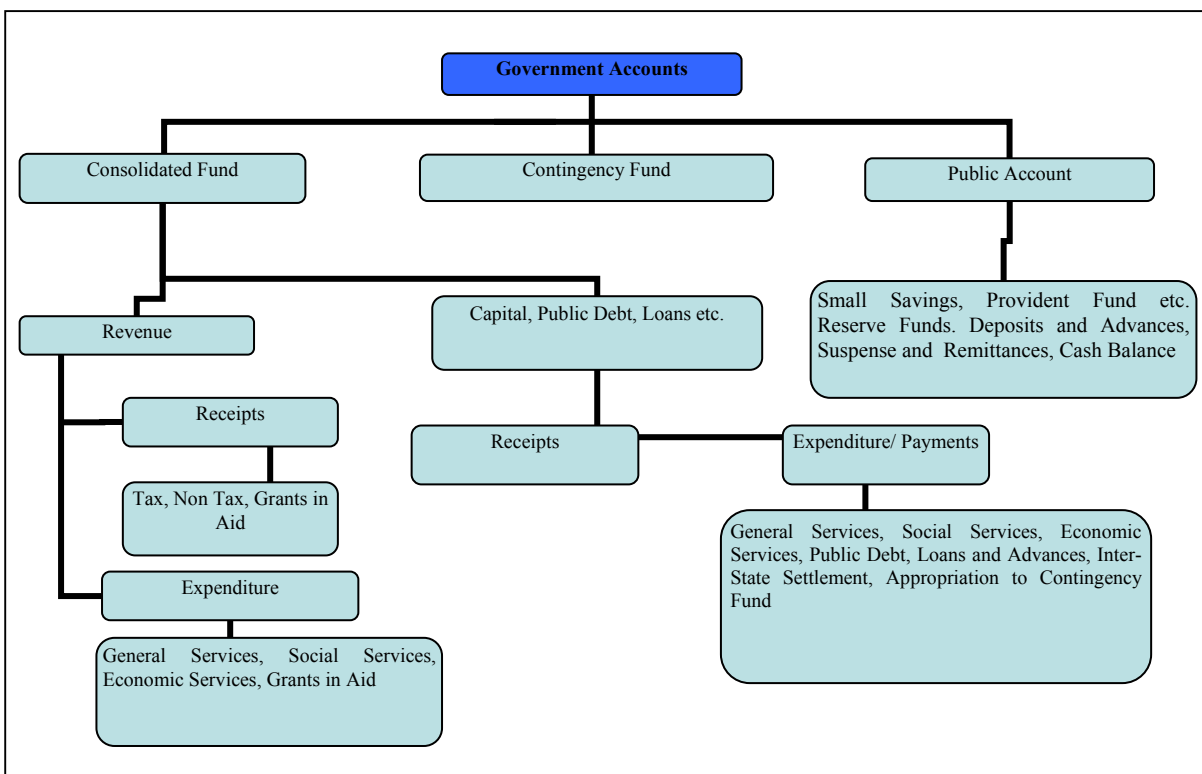 Government Accounts
Consolidated Fund
Contingency Fund
Public Account
Revenue
Capital, Public Debt, Loans etc.
Small Savings, Provident Fund etc.
Reserve Funds. Deposits and Advances,
Suspense and Remittances, Cash Balance
Receipts
Tax, Non Tax, Grants in
Aid
Expenditure
General Services, Social Services,
Economic Services, Grants in Aid
Receipts
Expenditure/ Payments
General Services, Social Services, Economic
Services, Public Debt, Loans and Advances, Inter-
State Settlement, Appropriation to Contingency
Fund